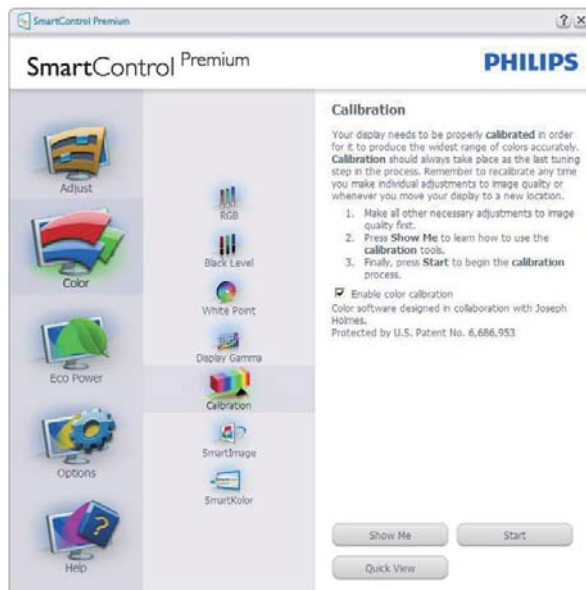 SmartControl Premium
SmartControl Premium
PHILIPS
Adjust
Color
Eco Power
Options
Help
RGB
Black Level
White Point
Display Gamma
Calibration
SmartImage
SmartKolor
Calibration
Your display needs to be properly calibrated in order
for it to produce the widest range of colors accurately.
Calibration should always take place as the last tuning
step in the process. Remember to recalibrate any time
you make individual adjustments to image quality or
whenever you move your display to a new location.
1. Make all other necessary adjustments to image
quality first.
2. Press Show Me to learn how to use the
calibration tools.
3. Finally, press Start to begin the calibration
process.
Enable color calibration
Color software designed in collaboration with Joseph
Holmes.
Protected by U.S. Patent No. 6,686,953
Show Me
Start
Quick View